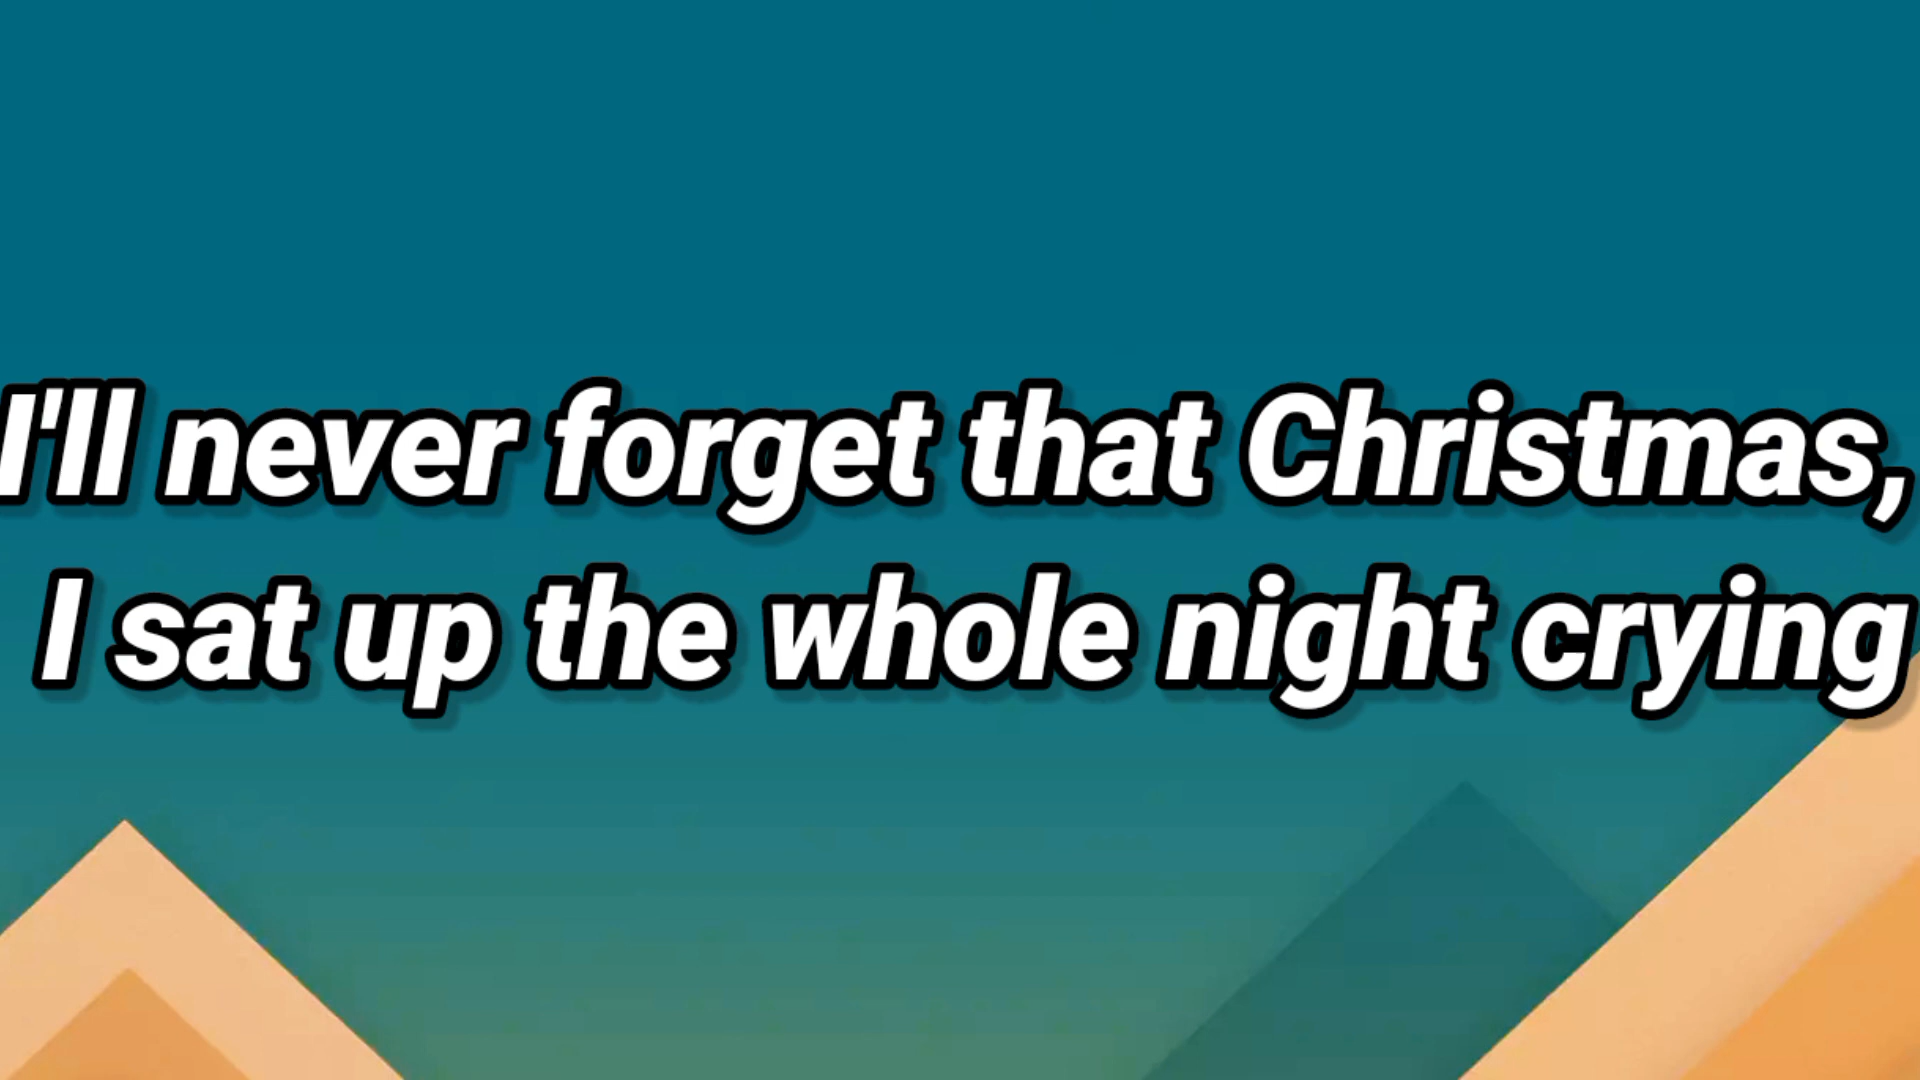 I'll never forget that Christmas,
I sat up the whole night crying